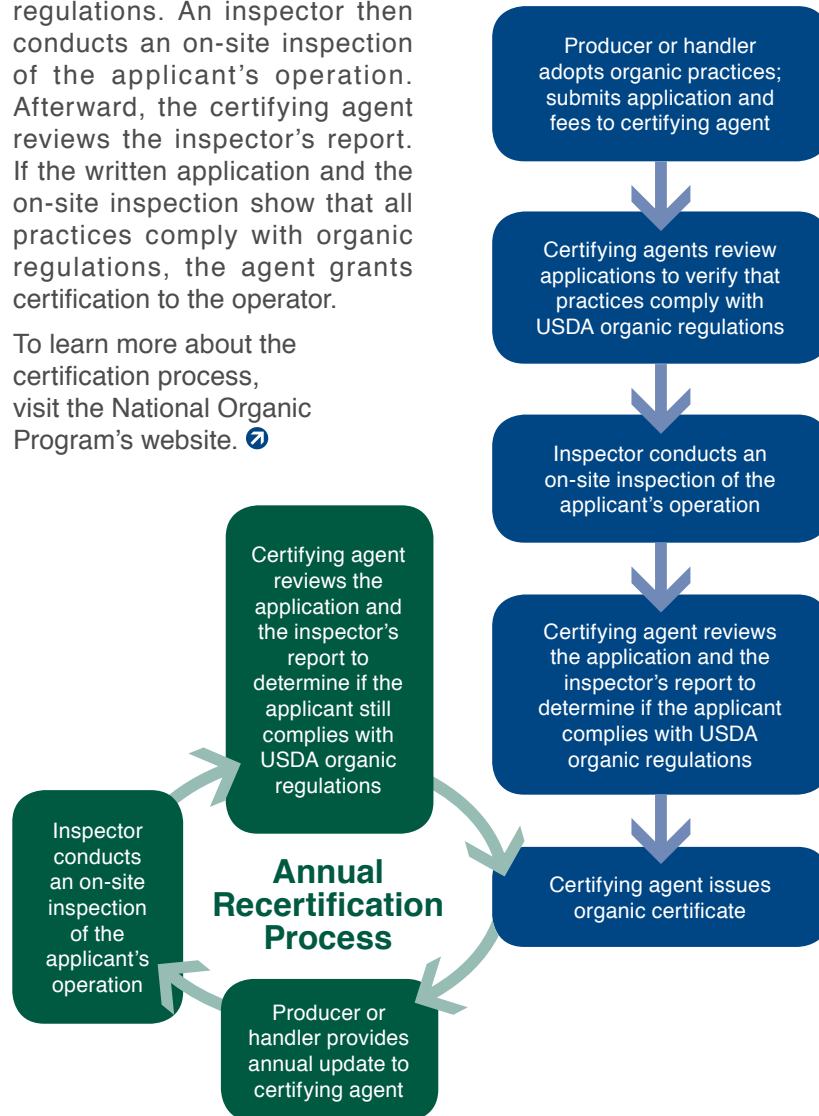 regulations. An inspector then
conducts an on-site inspection
of the applicant’s operation.
Afterward, the certifying agent
reviews the inspector’s report.
If the written application and the
on-site inspection show that all
practices comply with organic
regulations, the agent grants
certification to the operator.
To learn more about the
certification process,
visit the National Organic
Program’s website.
Producer or handler
adopts organic practices;
submits application and
fees to certifying agent
Certifying agents review
applications to verify that
practices comply with
USDA organic regulations
Inspector conducts an
on-site inspection of the
applicant’s operation
Certifying agent reviews
the application and the
inspector’s report to
determine if the applicant
complies with USDA
organic regulations
Certifying agent issues
organic certificate
Annual
Recertification
Process
Producer or
handler provides
annual update to
certifying agent
Inspector
conducts
an on-site
inspection
of the
applicant’s
operation
Certifying agent
reviews the
application and
the inspector’s
report to
determine if the
applicant still
complies with
USDA organic
regulations